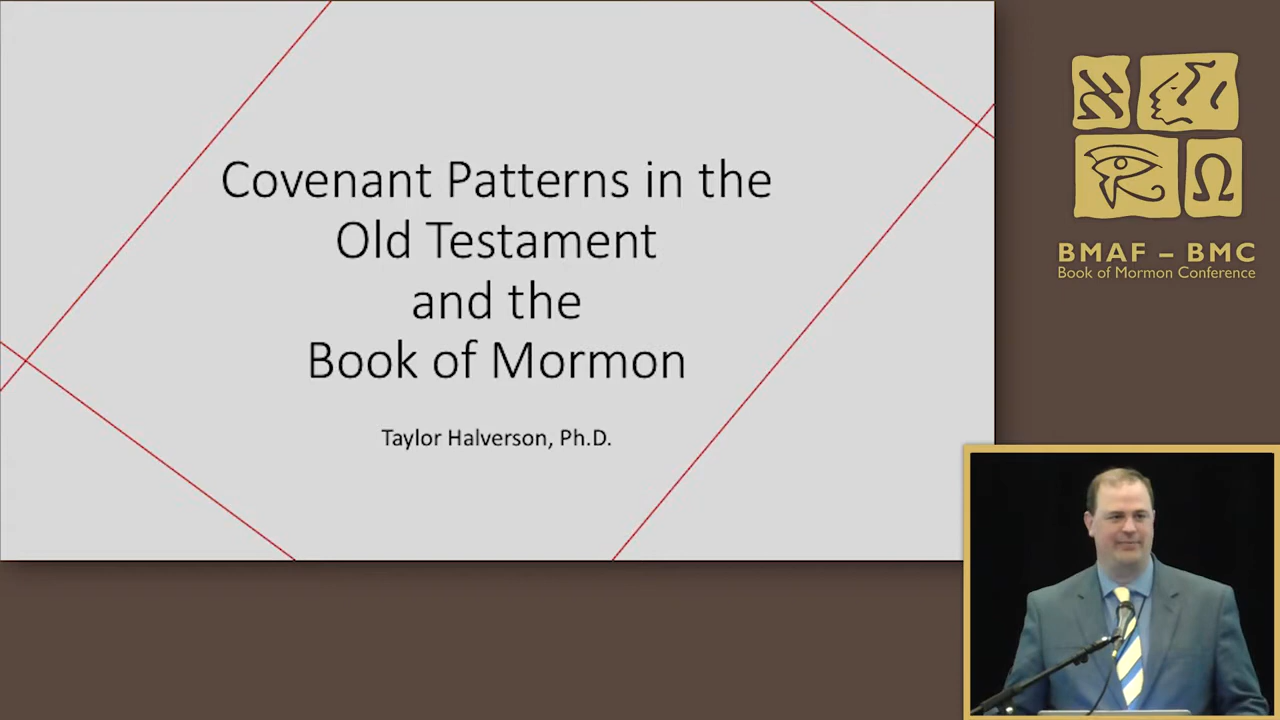 Covenant Patterns in the
Old Testament
and the
Book of Mormon
Taylor Halverson, Ph.D.
א
Ω
BMAF – BMC
Book of Mormon Conference